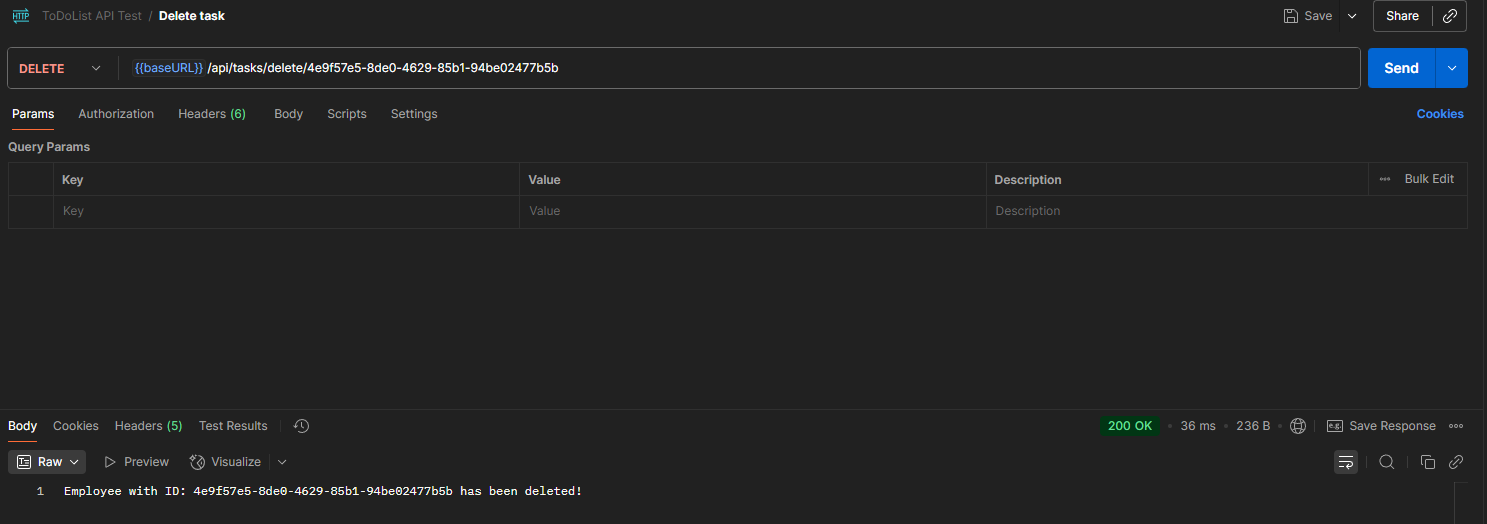 HTTP ToDoList API Test / Delete task Save Share
DELETE {{baseURL}} /api/tasks/delete/4e9f57e5-8de0-4629-85b1-94be02477b5b Send
Params Authorization Headers (6) Body Scripts Settings Cookies
Query Params
Key Value Description Bulk Edit
Key Value Description
Body Cookies Headers (5) Test Results 200 OK 36 ms 236 B e.g. Save Response
Raw Preview Visualize
1 Employee with ID: 4e9f57e5-8de0-4629-85b1-94be02477b5b has been deleted!